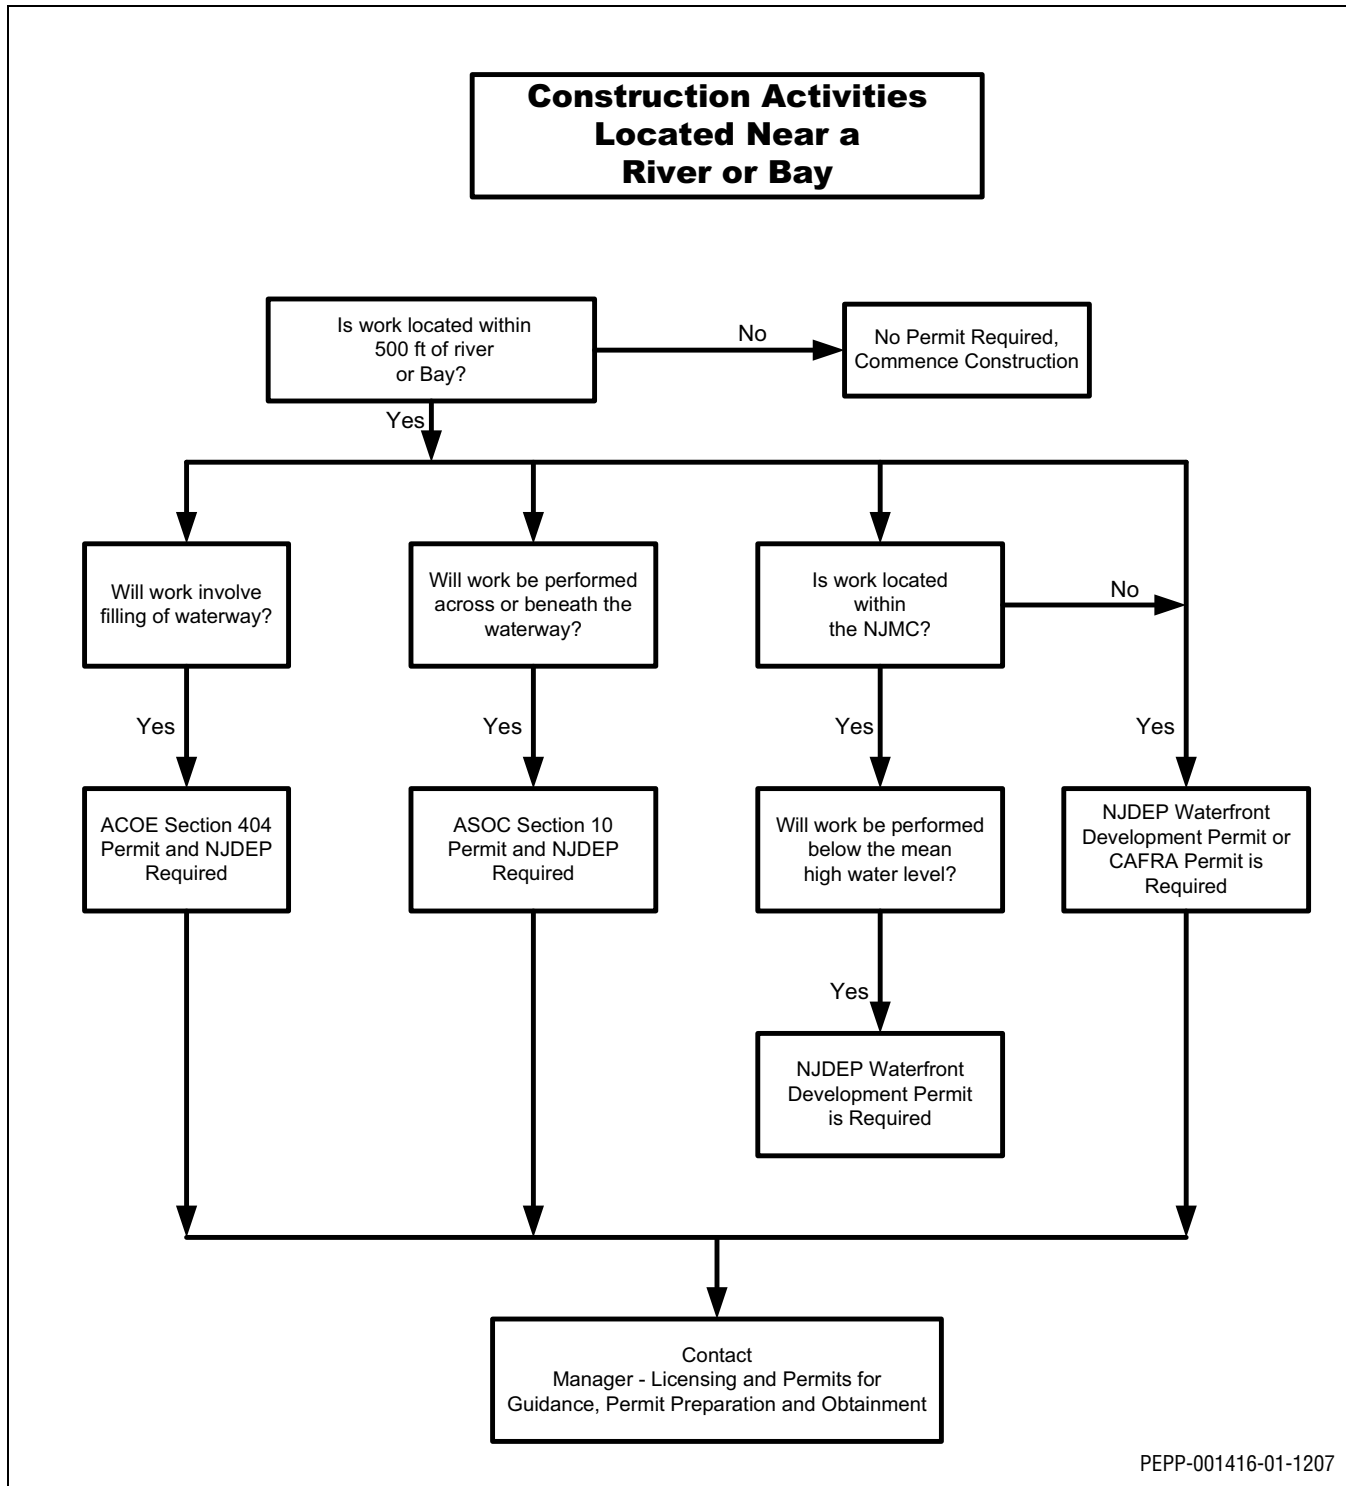 Construction Activities
Located Near a
River or Bay
Is work located within
500 ft of river
or Bay?
No
No Permit Required,
Commence Construction
Yes
Will work involve
filling of waterway?
Will work be performed
across or beneath the
waterway?
Is work located
within
the NJMC?
No
Yes
Yes
Yes
Yes
ACOE Section 404
Permit and NJDEP
Required
ASOC Section 10
Permit and NJDEP
Required
Will work be performed
below the mean
high water level?
NJDEP Waterfront
Development Permit or
CAFRA Permit is
Required
Yes
NJDEP Waterfront
Development Permit
is Required
Contact
Manager - Licensing and Permits for
Guidance, Permit Preparation and Obtainment
PEPP-001416-01-1207